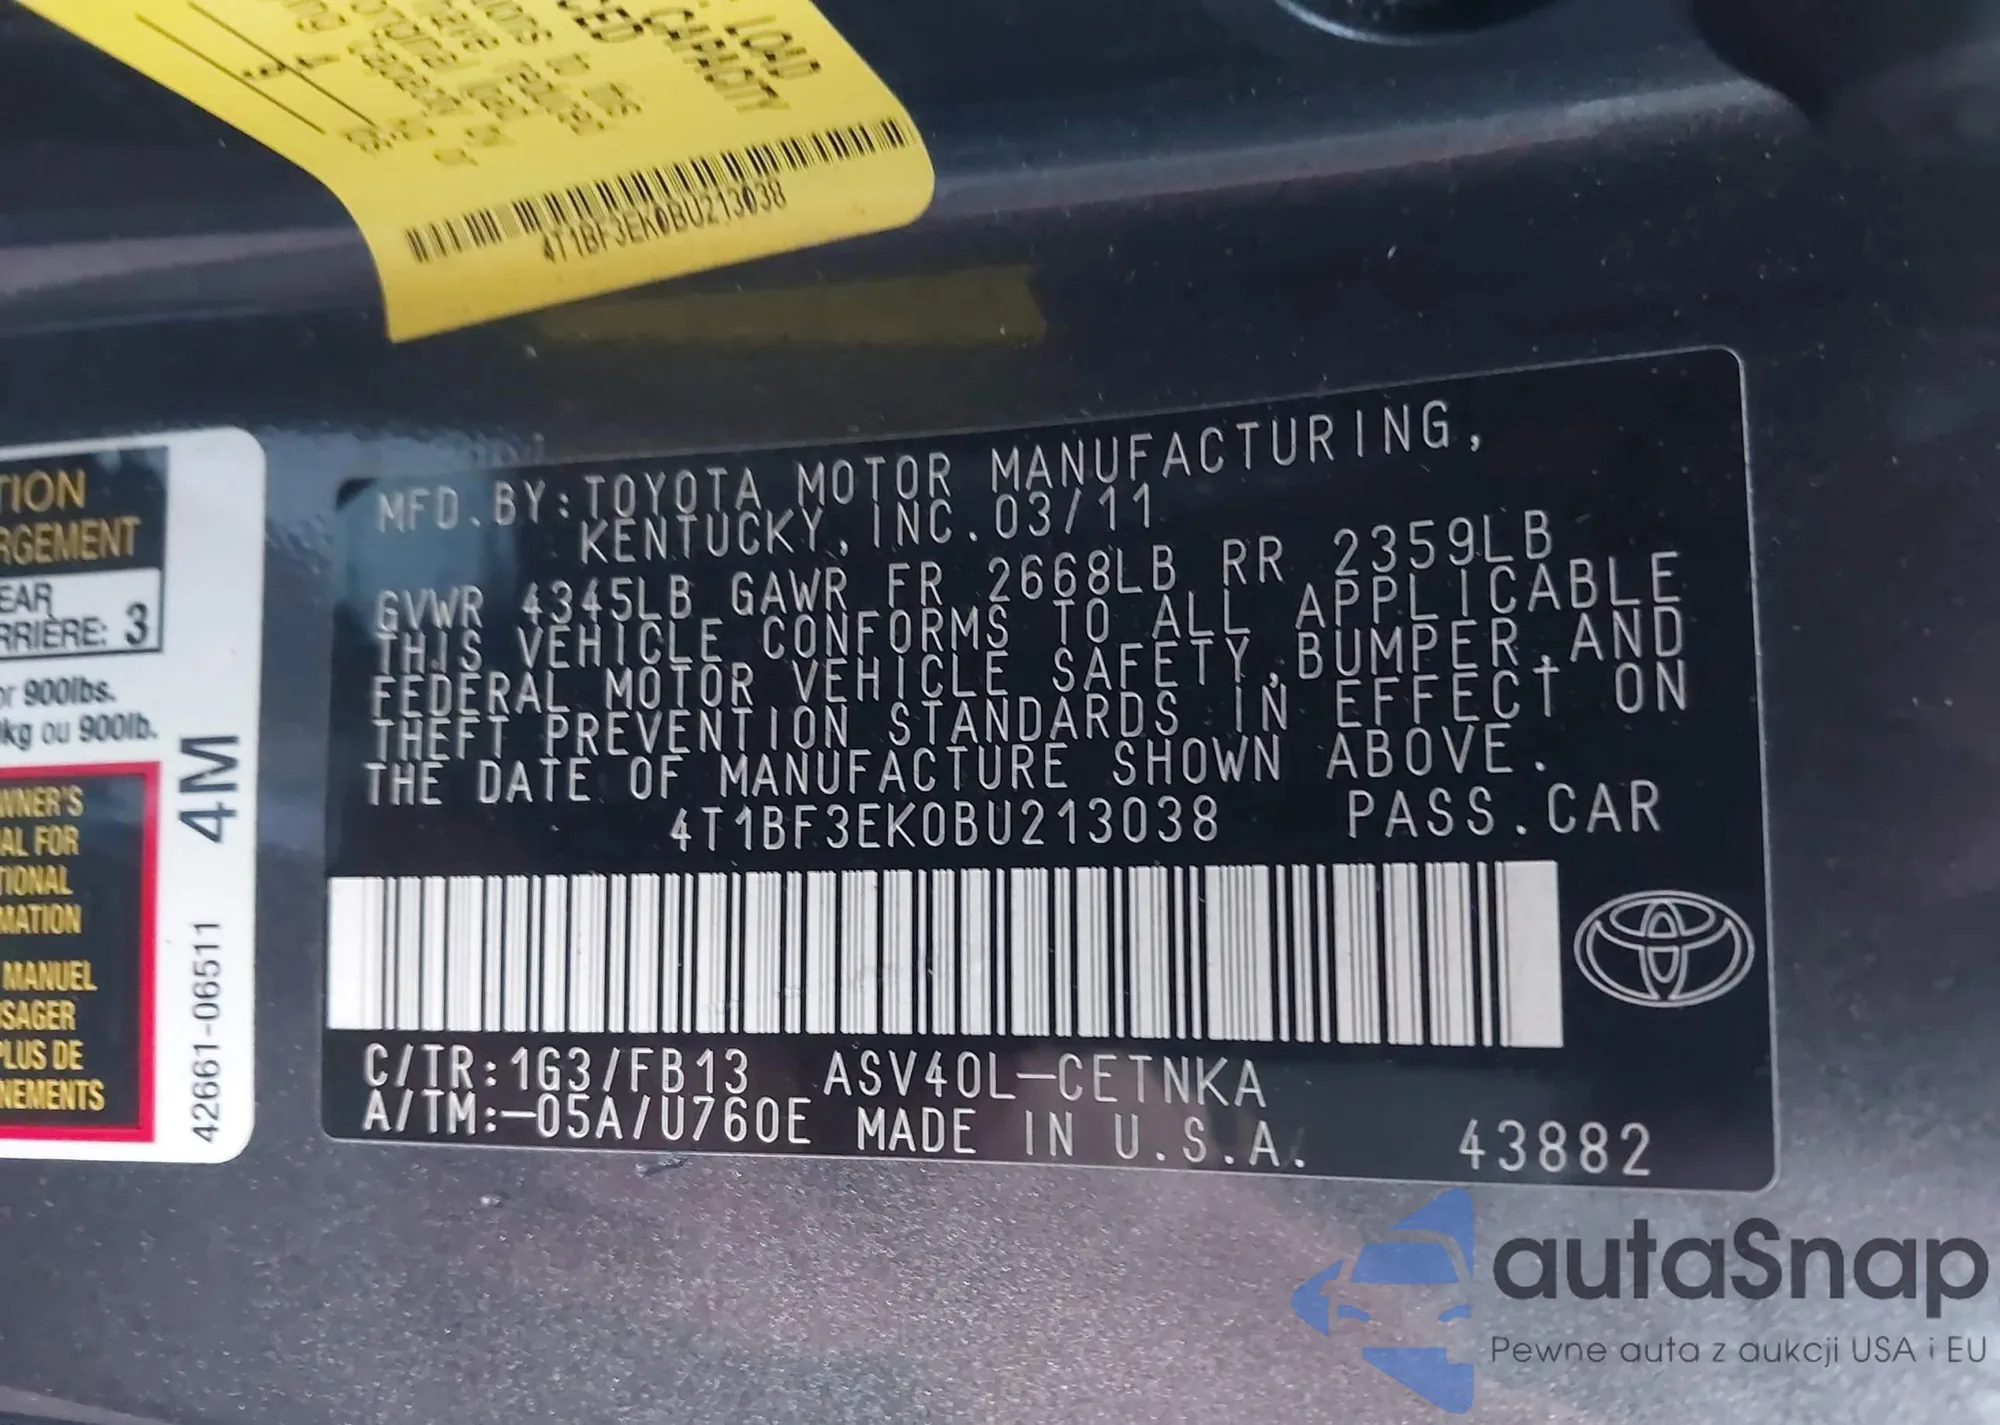 LOAD
CAPACITY
CED
4T1BF3EK0BU213038
MFD.BY:TOYOTA MOTOR MANUFACTURING,
KENTUCKY, INC.03/11
GVWR 4345LB GAWR FR 2668LB RR 2359LB
THIS VEHICLE CONFORMS TO ALL APPLICABLE
FEDERAL MOTOR VEHICLE SAFETY,BUMPER,AND
THEFT PREVENTION STANDARDS IN EFFECT ON
THE DATE OF MANUFACTURE SHOWN ABOVE.
4T1BF3EK0BU213038 PASS.CAR
C/TR:1G3/FB13 ASV40L-CETNKA
A/TM:-05A/U760E MADE IN U.S.A. 43882
TION
RGEMENT
EAR
RRIÈRE: 3
or 900lbs.
kg ou 900lb.
WNER'S
AL FOR
TIONAL
MATION
MANUEL
SAGER
PLUS DE
NEMENTS
42661-06511 4M
autaSnap
Pewne auta z aukcji USA i EU